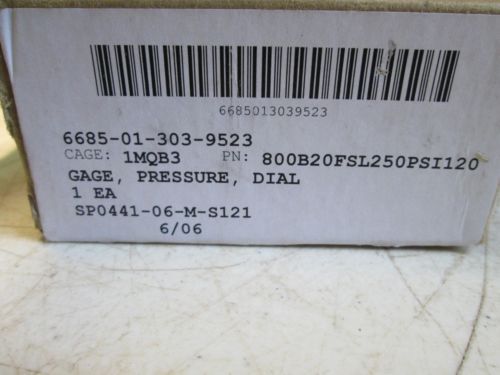 6685013039523
6685-01-303-9523
CAGE: 1MQB3 PN: 800B20FSL250PSI120
GAGE, PRESSURE, DIAL
1 EA
SP0441-06-M-S121
6/06